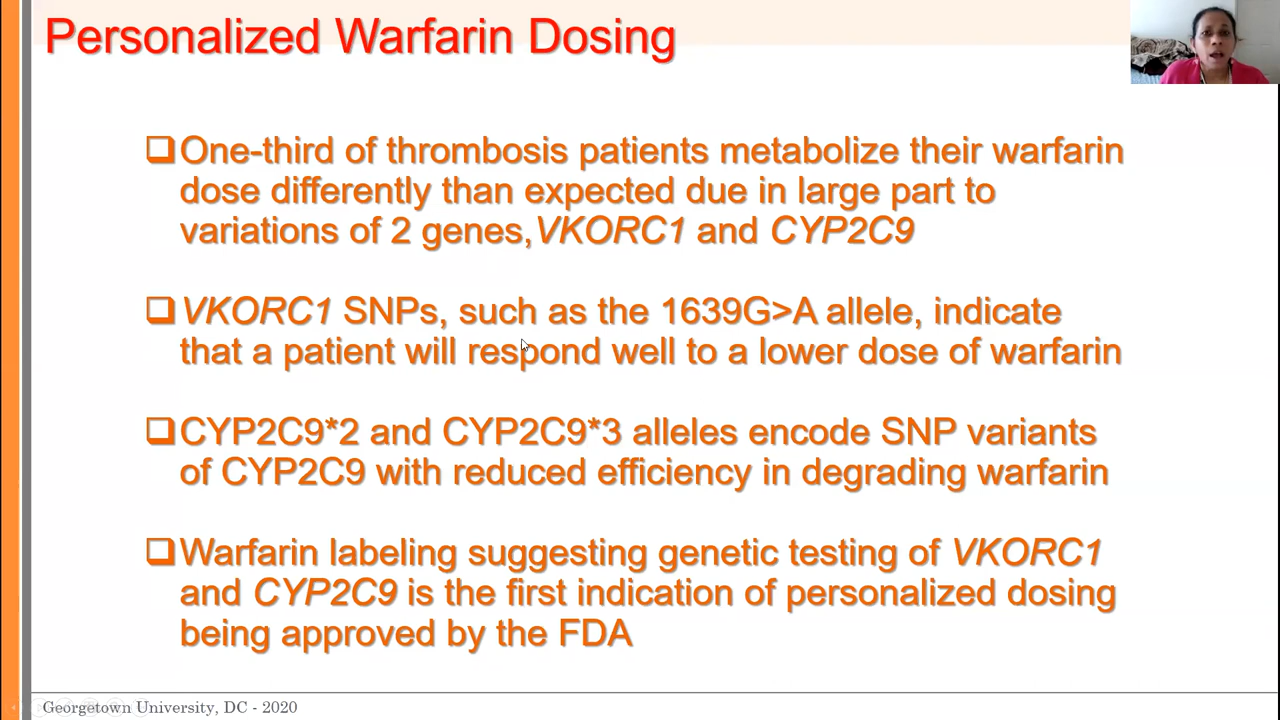 Personalized Warfarin Dosing
One-third of thrombosis patients metabolize their warfarin
dose differently than expected due in large part to
variations of 2 genes,VKORC1 and CYP2C9
VKORC1 SNPs, such as the 1639G>A allele, indicate
that a patient will respond well to a lower dose of warfarin
CYP2C9*2 and CYP2C9*3 alleles encode SNP variants
of CYP2C9 with reduced efficiency in degrading warfarin
Warfarin labeling suggesting genetic testing of VKORC1
and CYP2C9 is the first indication of personalized dosing
being approved by the FDA
Georgetown University, DC - 2020